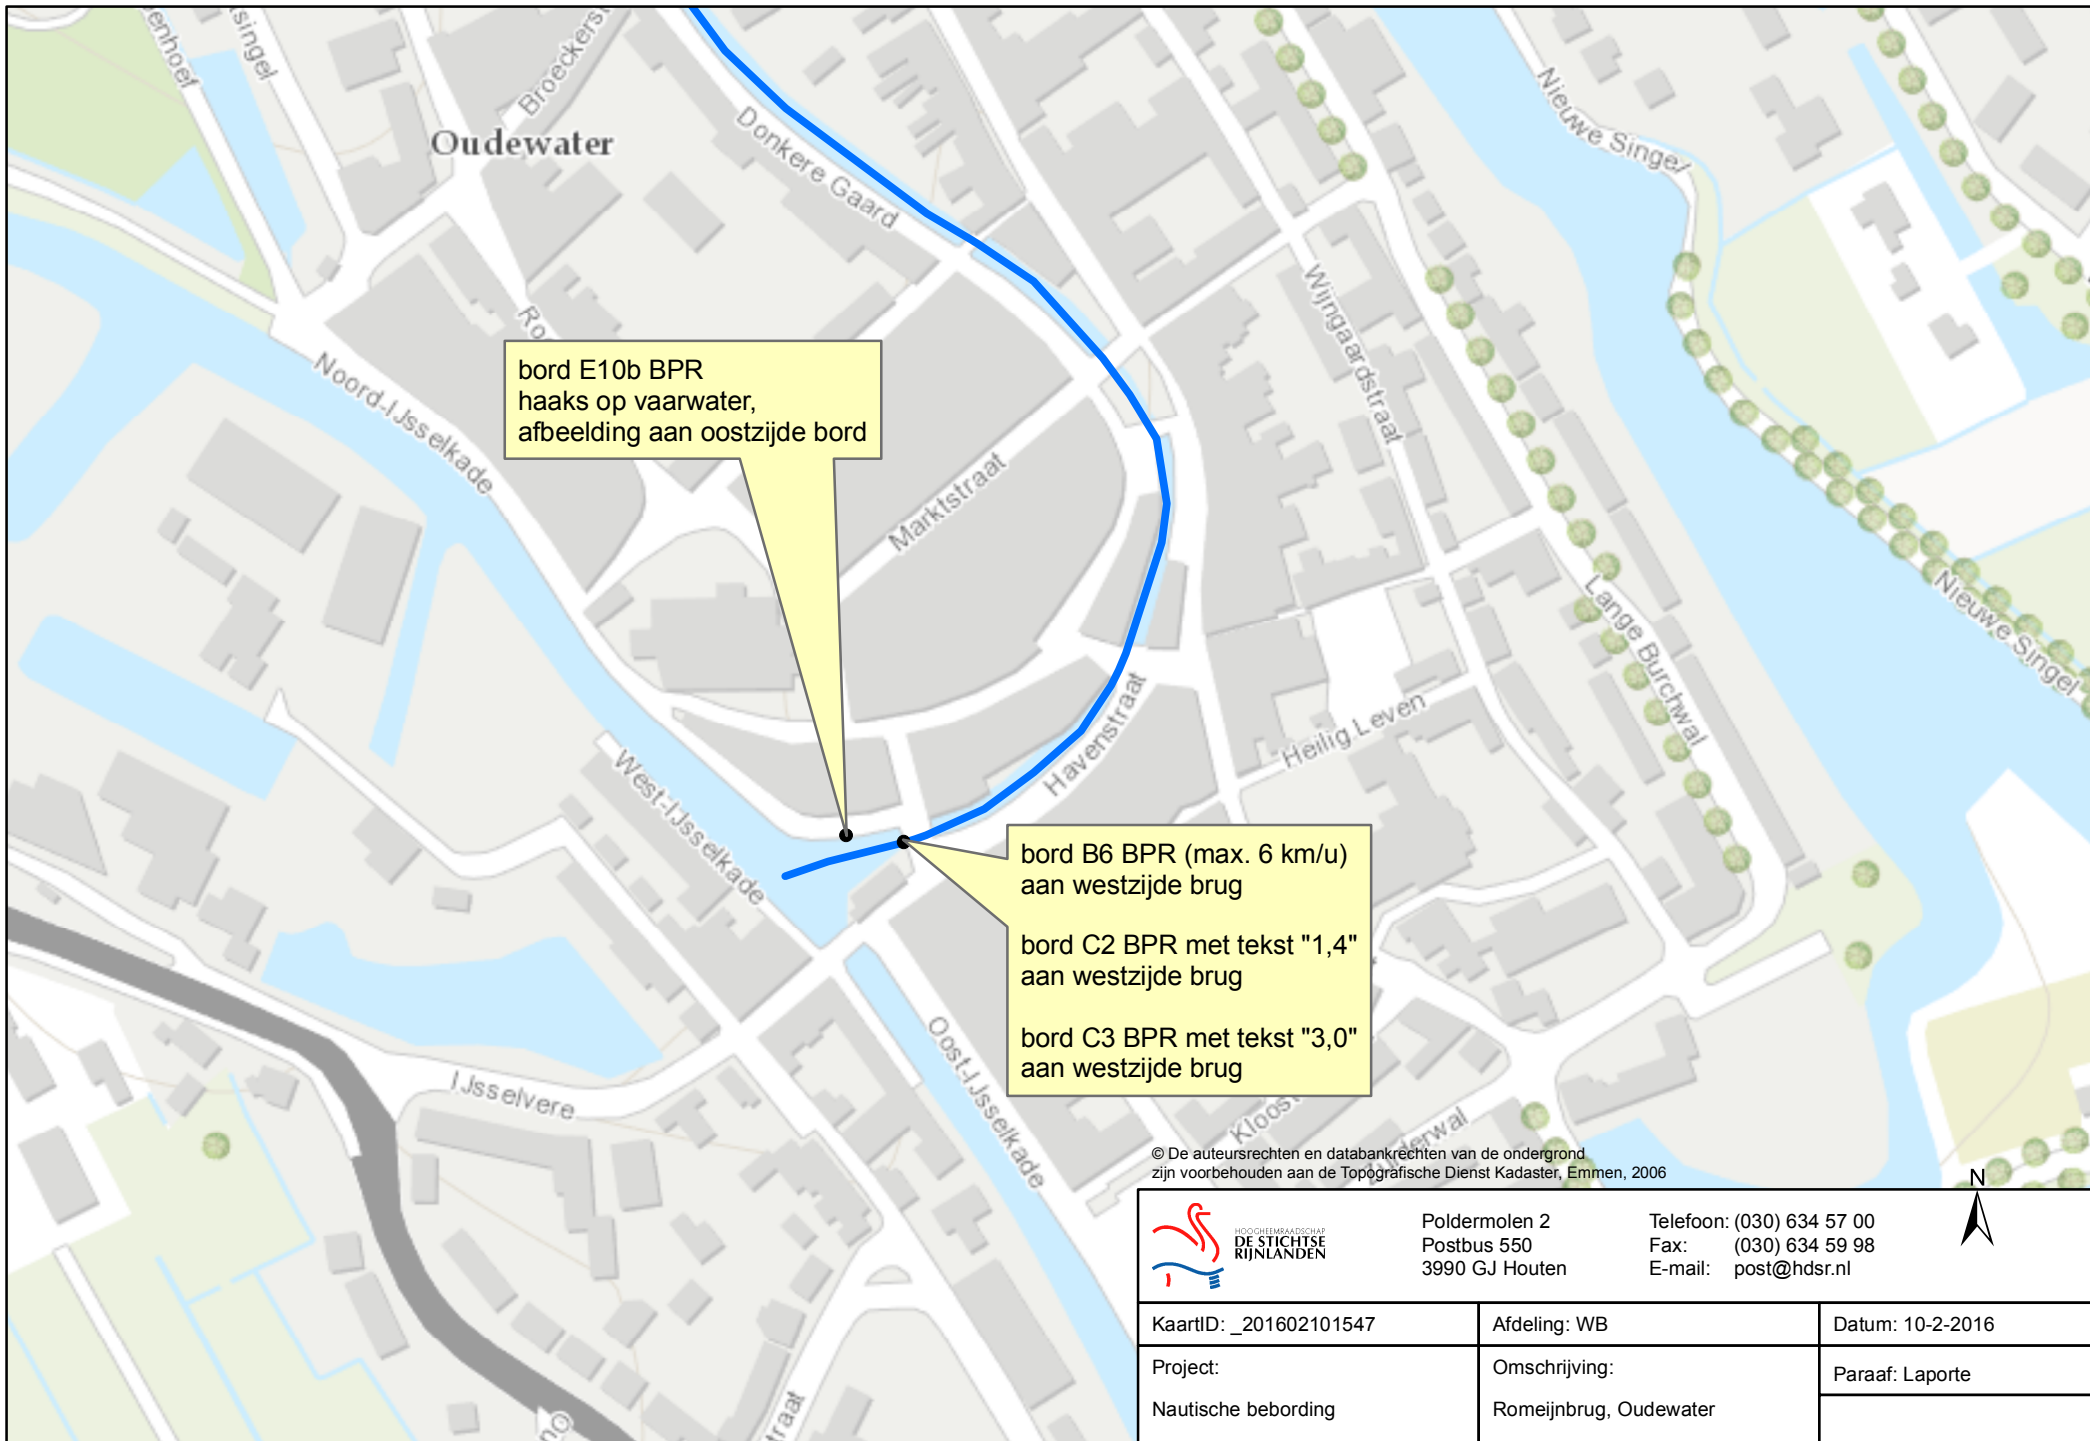 Oudewater
Broeckerst
Donkere Gaard
Nieuwe Singel
Wijngaardstraat
Noord-IJsselkade
bord E10b BPR
haaks op vaarwater,
afbeelding aan oostzijde bord
Marktstraat
Lange Burchwal
Nieuwe Singel
Havenstraat
Heilig Leven
West-IJsselkade
bord B6 BPR (max. 6 km/u)
aan westzijde brug
bord C2 BPR met tekst "1,4"
aan westzijde brug
bord C3 BPR met tekst "3,0"
aan westzijde brug
Oost-IJsselkade
IJsselvere
Kloost
Zuiderwal
traat
© De auteursrechten en databankrechten van de ondergrond
zijn voorbehouden aan de Topografische Dienst Kadaster, Emmen, 2006
N
HOOGHEEMRAADSCHAP
DE STICHTSE
RIJNLANDEN
Poldermolen 2
Postbus 550
3990 GJ Houten
Telefoon: (030) 634 57 00
Fax: (030) 634 59 98
E-mail: post@hdsr.nl
KaartID: _201602101547
Afdeling: WB
Datum: 10-2-2016
Project:
Nautische bebording
Omschrijving:
Romeijnbrug, Oudewater
Paraaf: Laporte